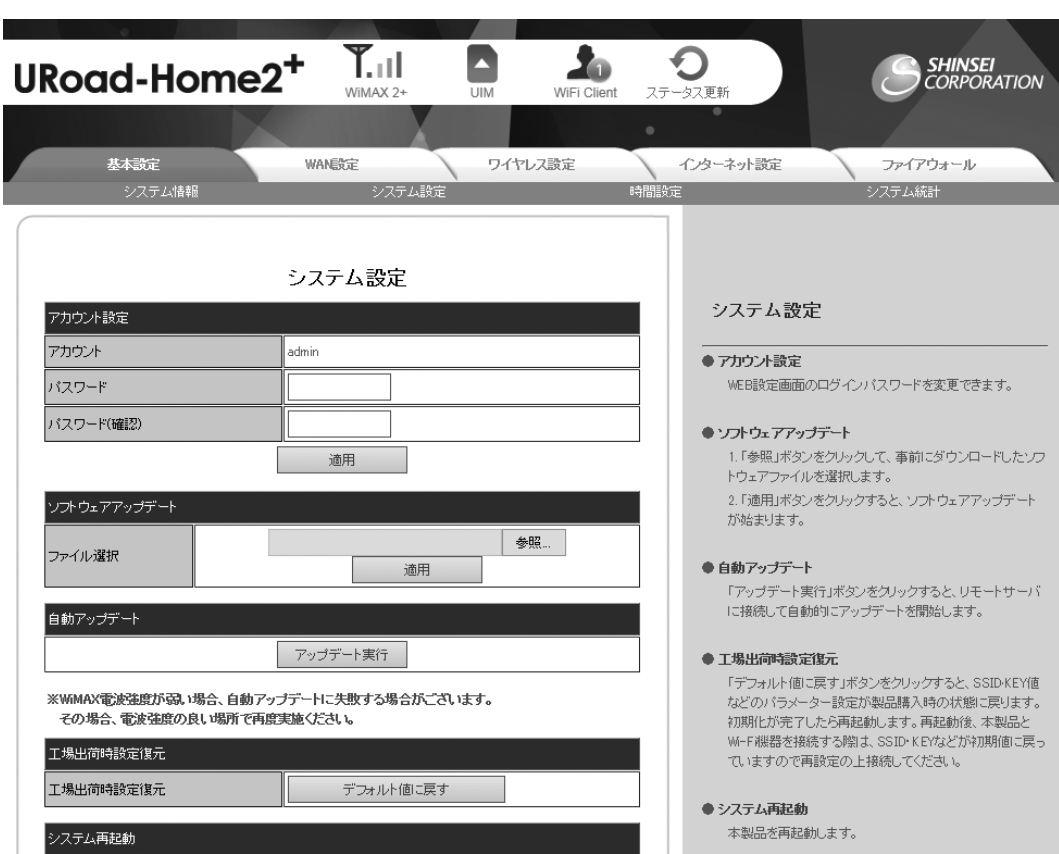 URoad-Home2+
WiMAX 2+
UIM
1
WiFi Client
ステータス更新
SHINSEI
CORPORATION
基本設定
WAN設定
ワイヤレス設定
インターネット設定
ファイアウォール
システム情報
システム設定
時間設定
システム統計
システム設定
アカウント設定
アカウント
admin
パスワード
パスワード(確認)
適用
ソフトウェアアップデート
ファイル選択
参照...
適用
自動アップデート
アップデート実行
※WiMAX電波強度が弱い場合、自動アップデートに失敗する場合がございます。
その場合、電波強度の良い場所で再度実施ください。
工場出荷時設定復元
工場出荷時設定復元
デフォルト値に戻す
システム再起動
システム設定
● アカウント設定
WEB設定画面のログインパスワードを変更できます。
● ソフトウェアアップデート
1.「参照」ボタンをクリックして、事前にダウンロードしたソフ
トウェアファイルを選択します。
2.「適用」ボタンをクリックすると、ソフトウェアアップデート
が始まります。
● 自動アップデート
「アップデート実行」ボタンをクリックすると、リモートサーバ
に接続して自動的にアップデートを開始します。
● 工場出荷時設定復元
「デフォルト値に戻す」ボタンをクリックすると、SSID・KEY値
などのパラメーター設定が製品購入時の状態に戻ります。
初期化が完了したら再起動します。再起動後、本製品と
Wi-Fi機器を接続する際は、SSID・KEYなどが初期値に戻っ
ていますので再設定の上接続してください。
● システム再起動
本製品を再起動します。